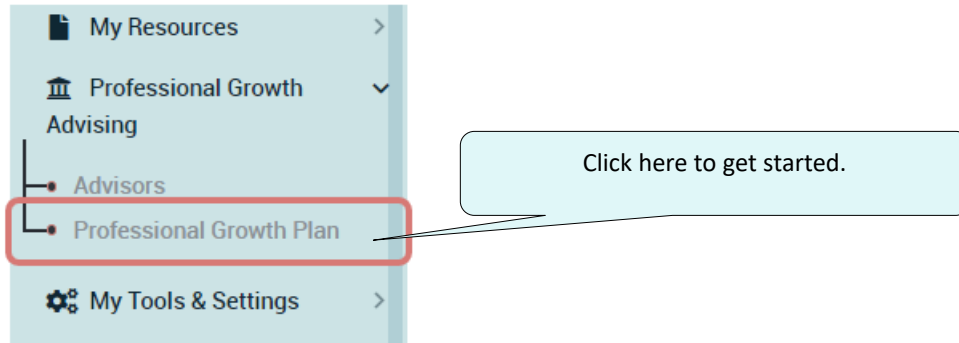 My Resources
Professional Growth
Advising
Advisors
Professional Growth Plan
My Tools & Settings
Click here to get started.